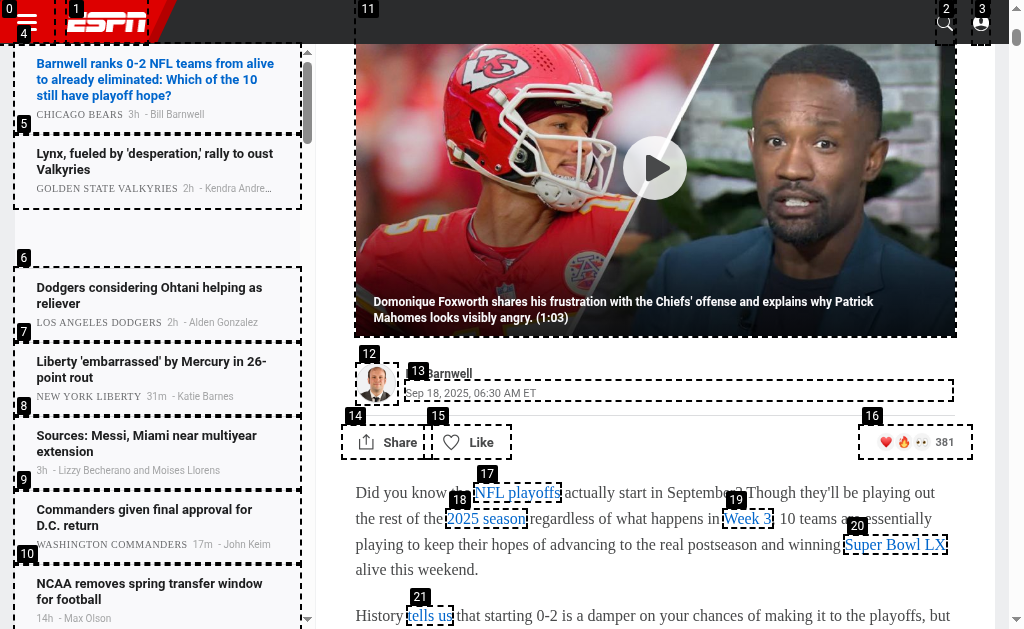 0
1
ESPN
2
3
4
Barnwell ranks 0-2 NFL teams from alive
to already eliminated: Which of the 10
still have playoff hope?
CHICAGO BEARS 3h - Bill Barnwell
5
Lynx, fueled by 'desperation,' rally to oust
Valkyries
GOLDEN STATE VALKYRIES 2h - Kendra Andre...
6
Dodgers considering Ohtani helping as
reliever
LOS ANGELES DODGERS 2h - Alden Gonzalez
7
Liberty 'embarrassed' by Mercury in 26-
point rout
NEW YORK LIBERTY 31m - Katie Barnes
8
Sources: Messi, Miami near multiyear
extension
3h - Lizzy Becherano and Moises Llorens
9
Commanders given final approval for
D.C. return
WASHINGTON COMMANDERS 17m - John Keim
10
NCAA removes spring transfer window
for football
14h - Max Olson
11
Domonique Foxworth shares his frustration with the Chiefs' offense and explains why Patrick
Mahomes looks visibly angry. (1:03)
12
13
Barnwell
Sep 18, 2025, 06:30 AM ET
14
15
16
Share
Like
381
17
Did you know the NFL playoffs actually start in September? Though they'll be playing out
18
19
the rest of the 2025 season regardless of what happens in Week 3, 10 teams are essentially
20
playing to keep their hopes of advancing to the real postseason and winning Super Bowl LX
alive this weekend.
21
History tells us that starting 0-2 is a damper on your chances of making it to the playoffs, but